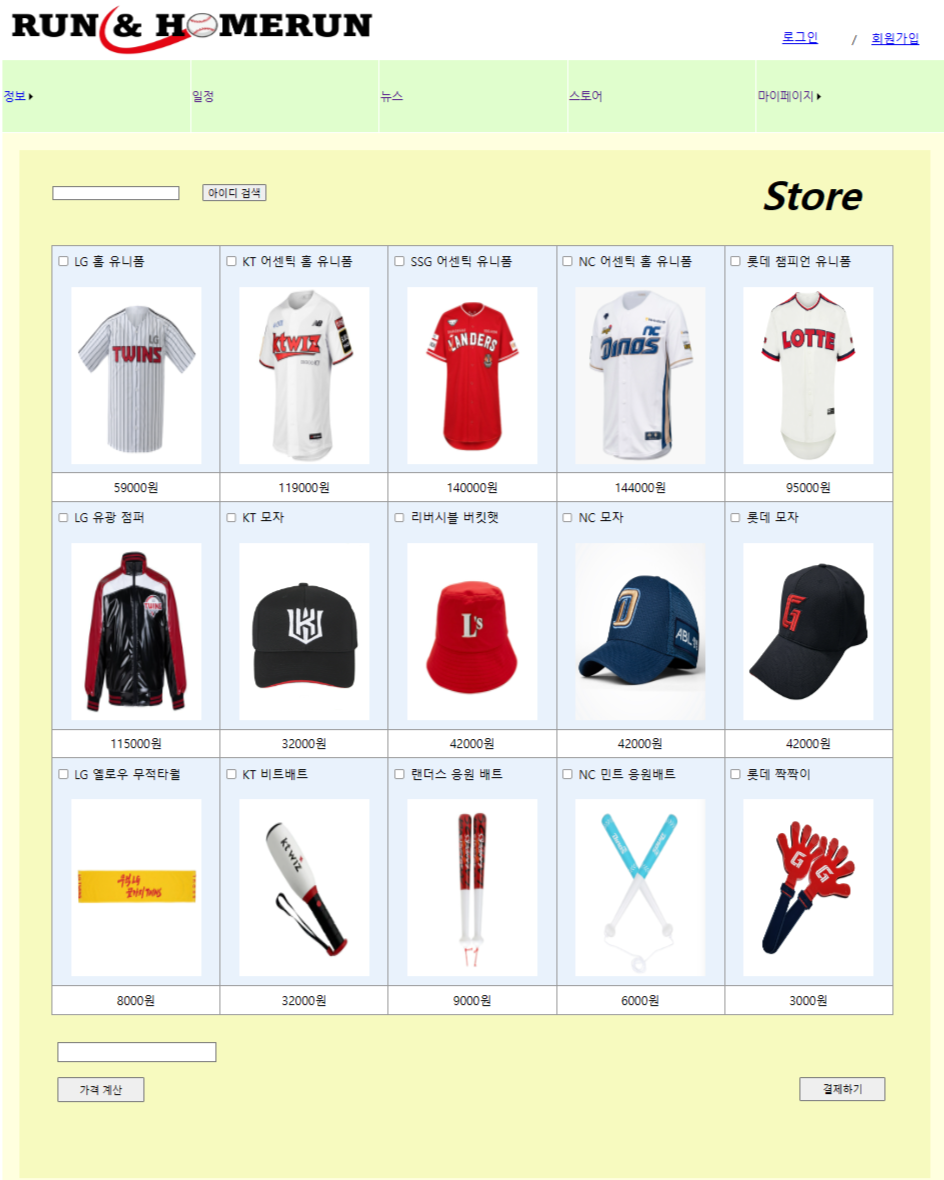 RUN & HOMERUN
로그인 / 회원가입
정보 일정 뉴스 스토어 마이페이지
아이디 검색
Store
LG 홈 유니폼 KT 어센틱 홈 유니폼 SSG 어센틱 유니폼 NC 어센틱 홈 유니폼 롯데 챔피언 유니폼
LG
TWINS
ktwiz
LANDERS
NC
DINOS
LOTTE
59000원 119000원 140000원 144000원 95000원
LG 유광 점퍼 KT 모자 리버시블 버킷햇 NC 모자 롯데 모자
TWINS
L's
D
G
115000원 32000원 42000원 42000원 42000원
LG 옐로우 무적타월 KT 비트배트 랜더스 응원 배트 NC 민트 응원배트 롯데 짝짝이
무적LG
끝까지TWINS
kt wiz
G
G
8000원 32000원 9000원 6000원 3000원
가격 계산 결제하기